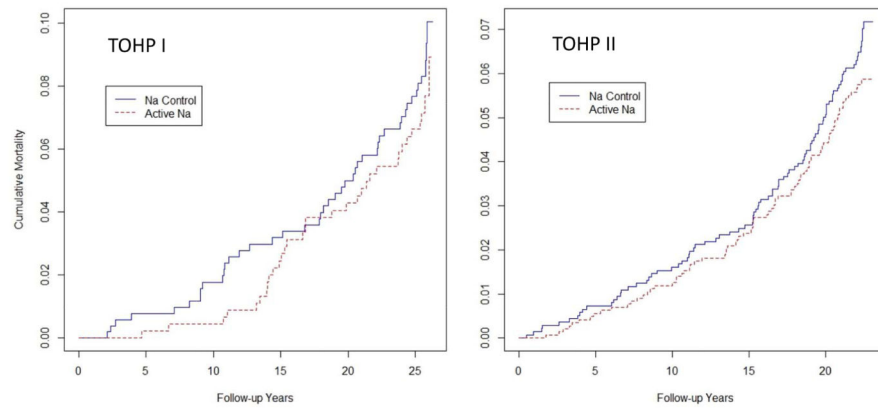 TOHP I
Na Control
Active Na
Cumulative Mortality
0.00
0.02
0.04
0.06
0.08
0.10
0 5 10 15 20 25
Follow-up Years
TOHP II
Na Control
Active Na
0.00
0.01
0.02
0.03
0.04
0.05
0.06
0.07
0 5 10 15 20
Follow-up Years